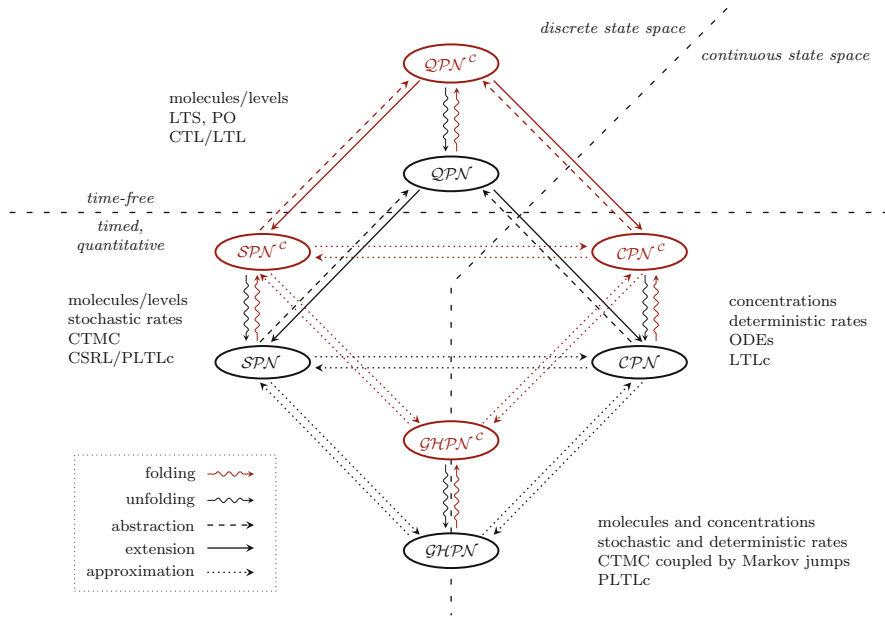 discrete state space
continuous state space
QPN^C
molecules/levels
LTS, PO
CTL/LTL
QPN
time-free
timed,
quantitative
SPN^C
CPN^C
molecules/levels
stochastic rates
CTMC
CSRL/PLTLc
concentrations
deterministic rates
ODEs
LTLc
SPN
CPN
GHPN^C
folding
unfolding
abstraction
extension
approximation
GHPN
molecules and concentrations
stochastic and deterministic rates
CTMC coupled by Markov jumps
PLTLc